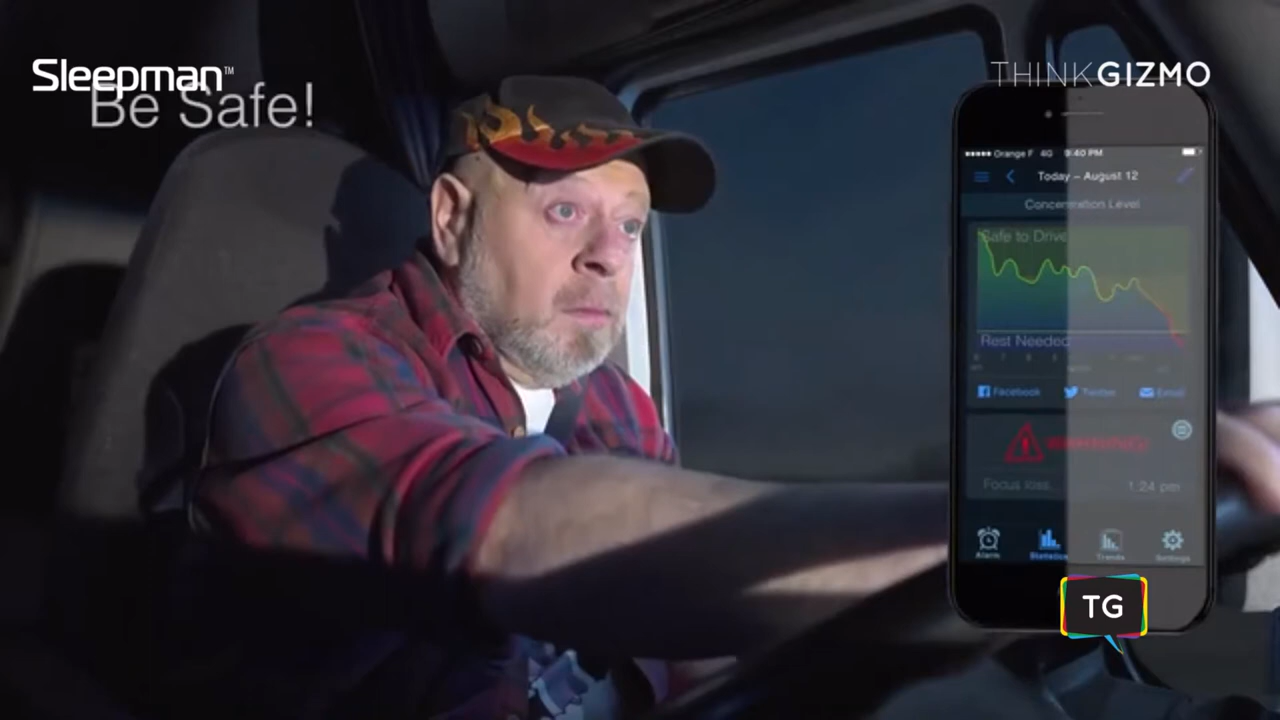 Sleepman™
Be Safe!
THINKGIZMO
Orange F 4G 9:40 PM
Today – August 12
Concentration Level
Safe to Drive
Rest Needed
Facebook Twitter Email
Focus loss. 1:24 pm
Alarm Statistics Trends Settings
TG